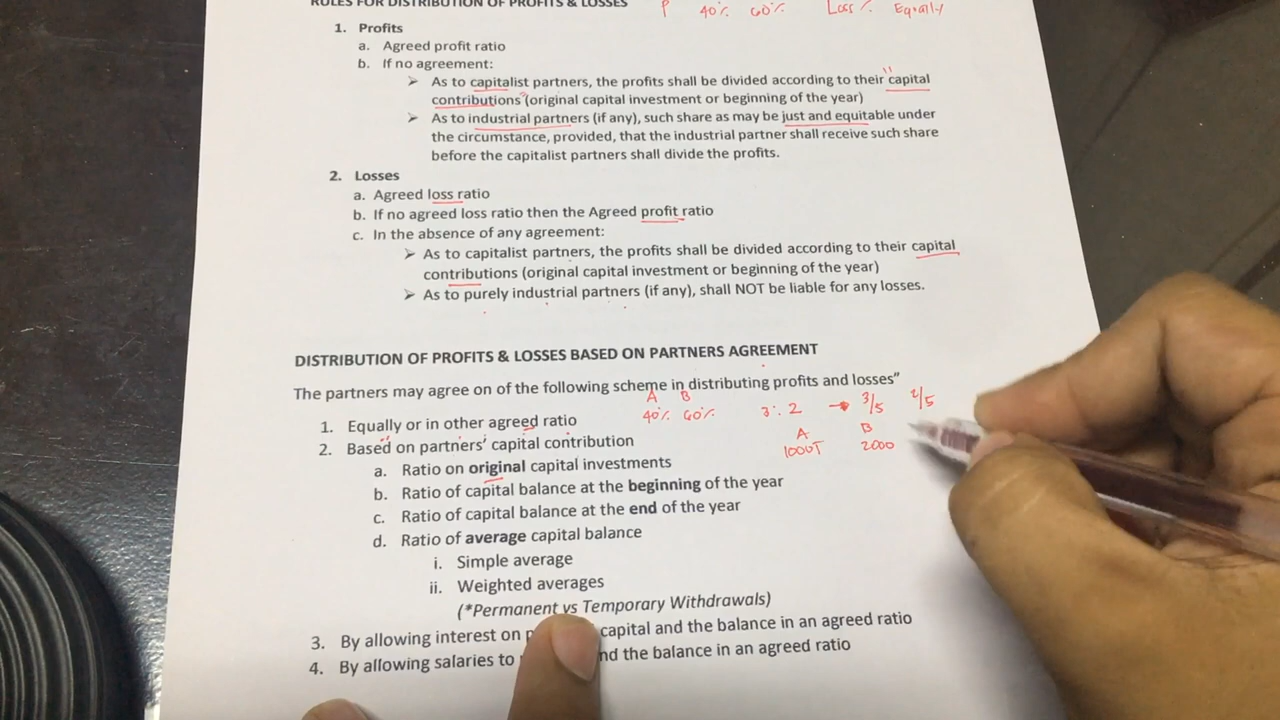 RULES FOR DISTRIBUTION OF PROFITS & LOSSES P 40% 60% Loss % Equally
1. Profits
a. Agreed profit ratio
b. If no agreement:
➢ As to capitalist partners, the profits shall be divided according to their capital
contributions (original capital investment or beginning of the year)
➢ As to industrial partners (if any), such share as may be just and equitable under
the circumstance, provided, that the industrial partner shall receive such share
before the capitalist partners shall divide the profits.
2. Losses
a. Agreed loss ratio
b. If no agreed loss ratio then the Agreed profit ratio
c. In the absence of any agreement:
➢ As to capitalist partners, the profits shall be divided according to their capital
contributions (original capital investment or beginning of the year)
➢ As to purely industrial partners (if any), shall NOT be liable for any losses.
DISTRIBUTION OF PROFITS & LOSSES BASED ON PARTNERS AGREEMENT
The partners may agree on of the following scheme in distributing profits and losses"
A B
1. Equally or in other agreed ratio 40% 60% 3:2 → 3/5 2/5
A B
2. Based on partners' capital contribution 1000T 2000
a. Ratio on original capital investments
b. Ratio of capital balance at the beginning of the year
c. Ratio of capital balance at the end of the year
d. Ratio of average capital balance
i. Simple average
ii. Weighted averages
(*Permanent vs Temporary Withdrawals)
3. By allowing interest on capital and the balance in an agreed ratio
4. By allowing salaries to the balance in an agreed ratio